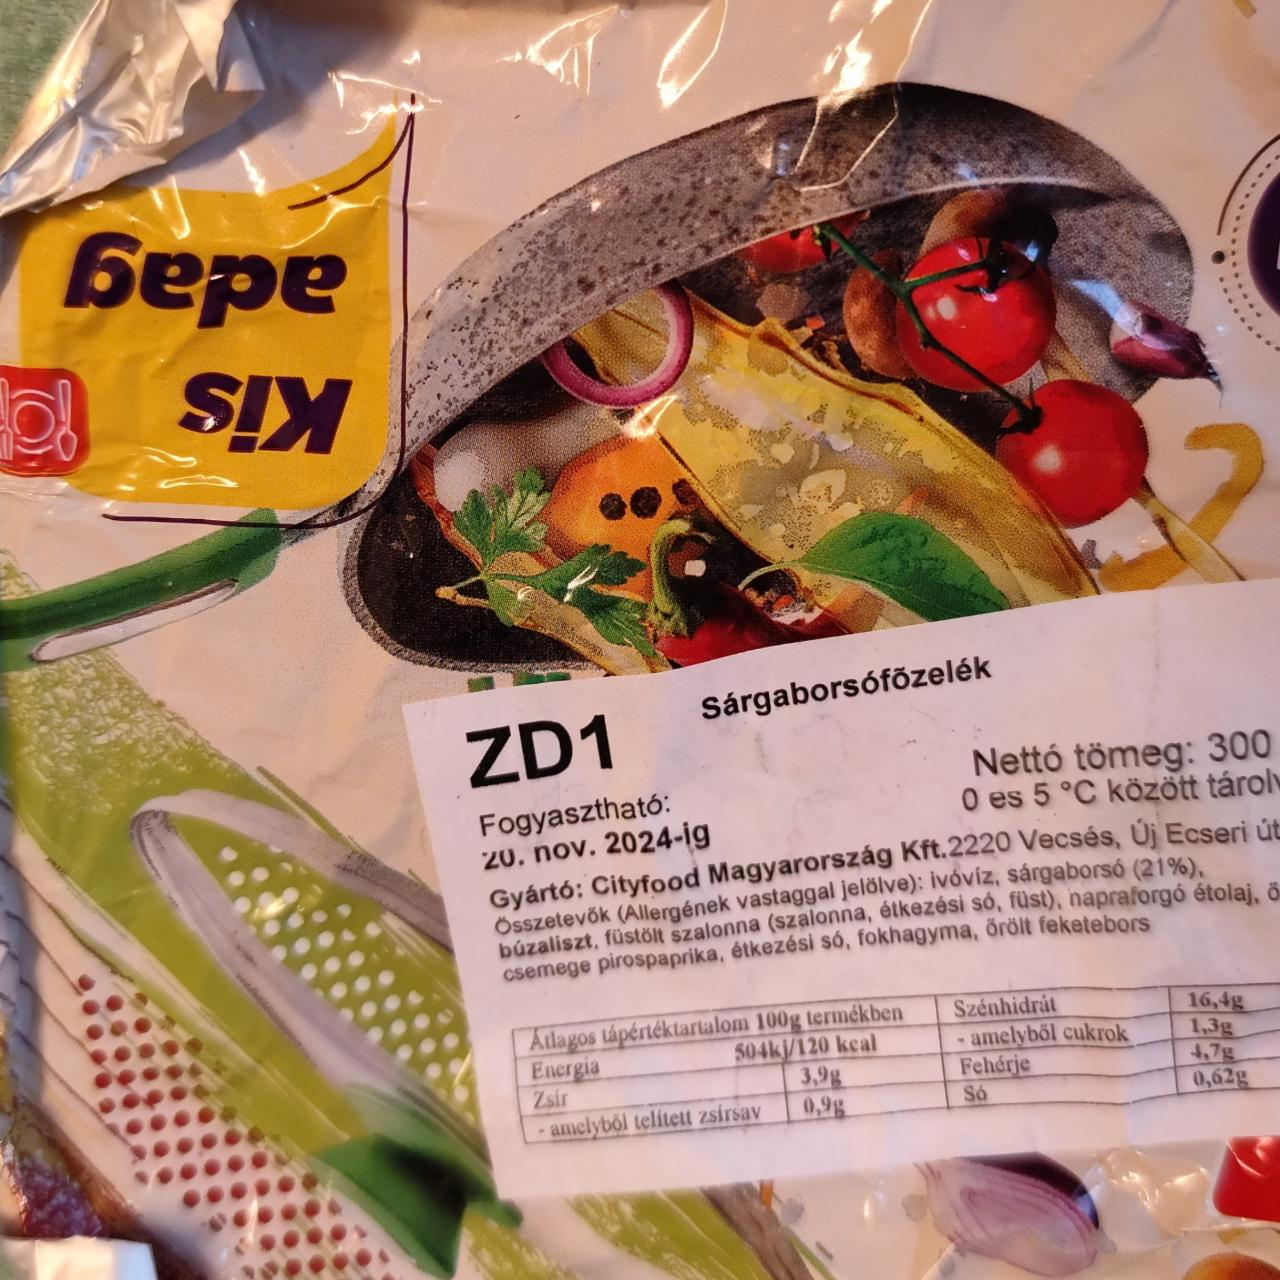 Kis
adag
Sárgaborsófõzelék
ZD1
Nettó tömeg: 300
0 es 5 °C között tárol
Fogyasztható:
20. nov. 2024-ig
Gyártó: Cityfood Magyarország Kft.2220 Vecsés, Új Ecseri út
Összetevők (Allergének vastaggal jelölve): ivóvíz, sárgaborsó (21%),
búzaliszt, füstölt szalonna (szalonna, étkezési só, füst), napraforgó étolaj,
csemege pirospaprika, étkezési só, fokhagyma, őrölt feketebors
Átlagos tápértéktartalom 100g termékben
Energia 504kj/120 kcal
Zsír 3,9g
- amelyből telített zsírsav 0,9g
Szénhidrát 16,4g
- amelyből cukrok 1,3g
Fehérje 4,7g
Só 0,62g